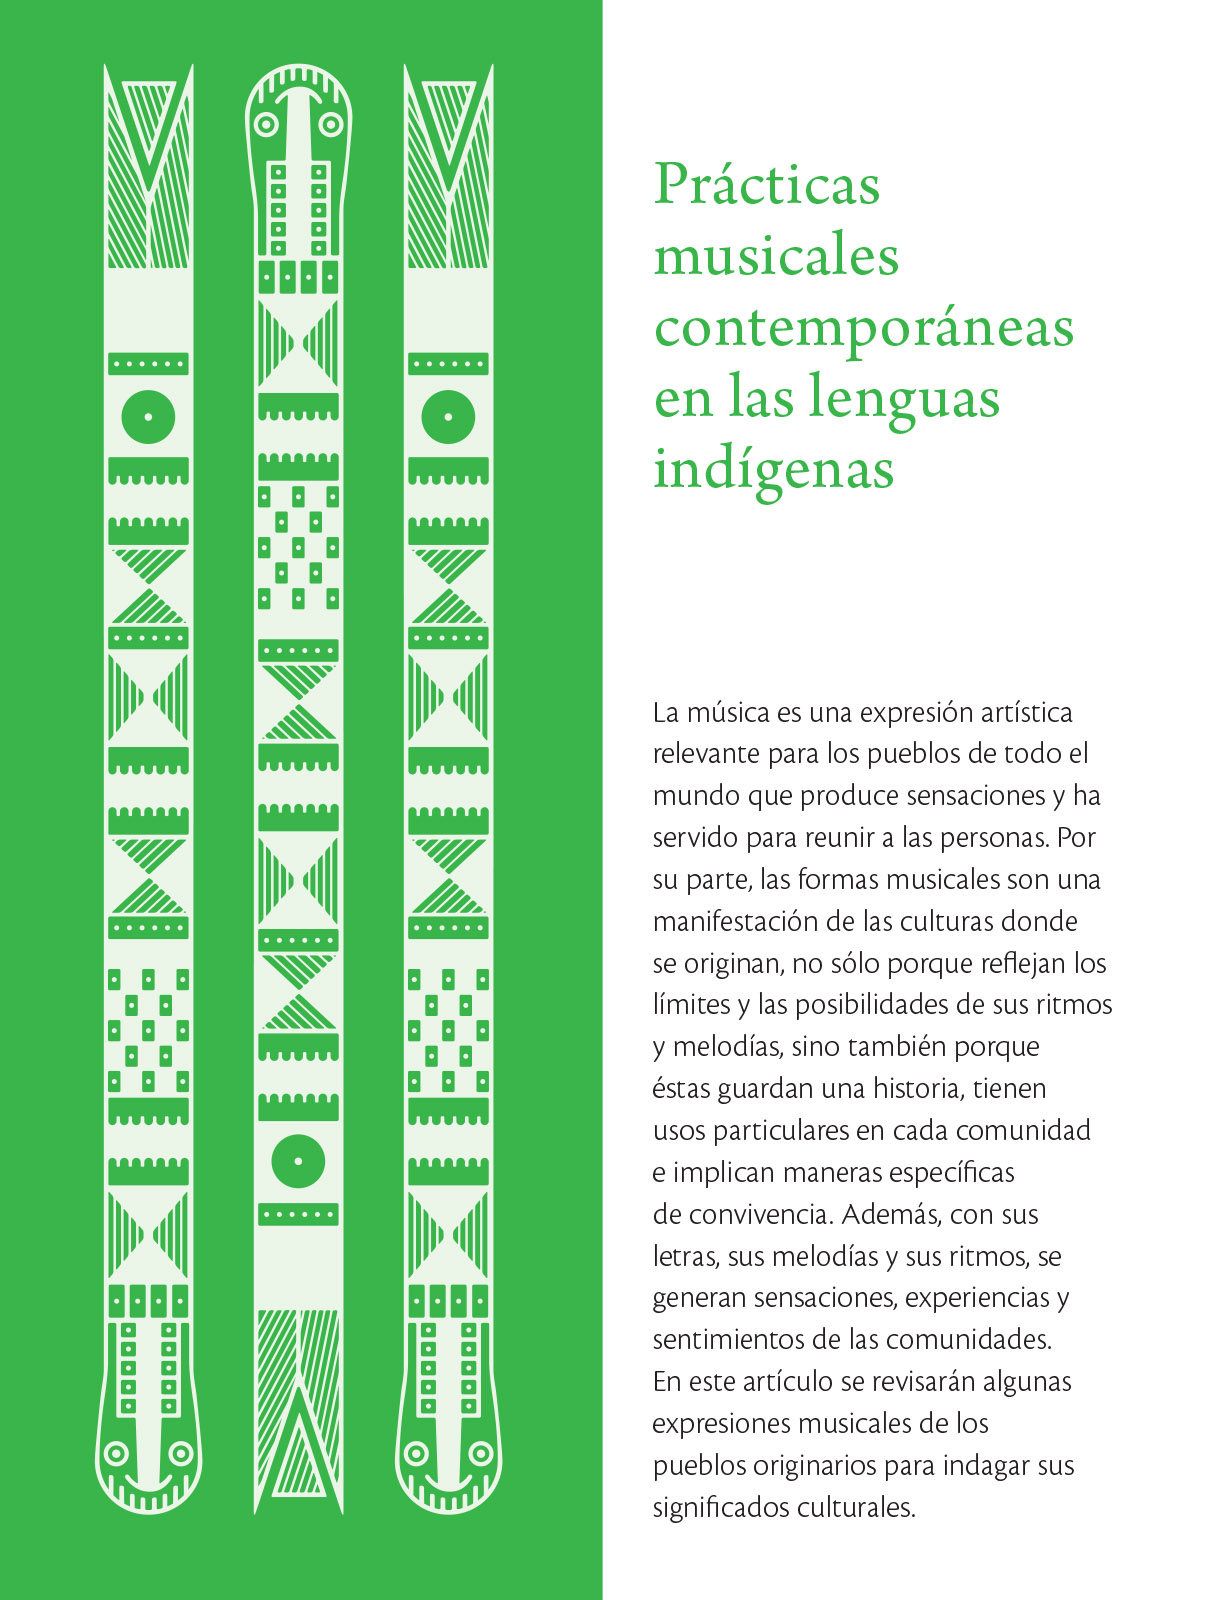 Prácticas
musicales
contemporáneas
en las lenguas
indígenas
La música es una expresión artística
relevante para los pueblos de todo el
mundo que produce sensaciones y ha
servido para reunir a las personas. Por
su parte, las formas musicales son una
manifestación de las culturas donde
se originan, no sólo porque reflejan los
límites y las posibilidades de sus ritmos
y melodías, sino también porque
éstas guardan una historia, tienen
usos particulares en cada comunidad
e implican maneras específicas
de convivencia. Además, con sus
letras, sus melodías y sus ritmos, se
generan sensaciones, experiencias y
sentimientos de las comunidades.
En este artículo se revisarán algunas
expresiones musicales de los
pueblos originarios para indagar sus
significados culturales.